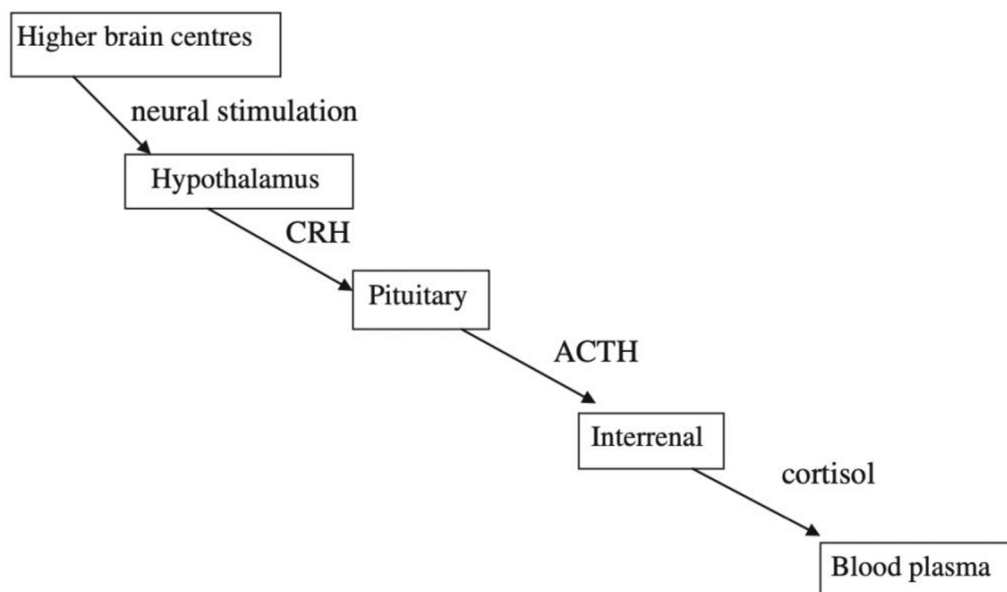 Higher brain centres
neural stimulation
Hypothalamus
CRH
Pituitary
ACTH
Interrenal
cortisol
Blood plasma